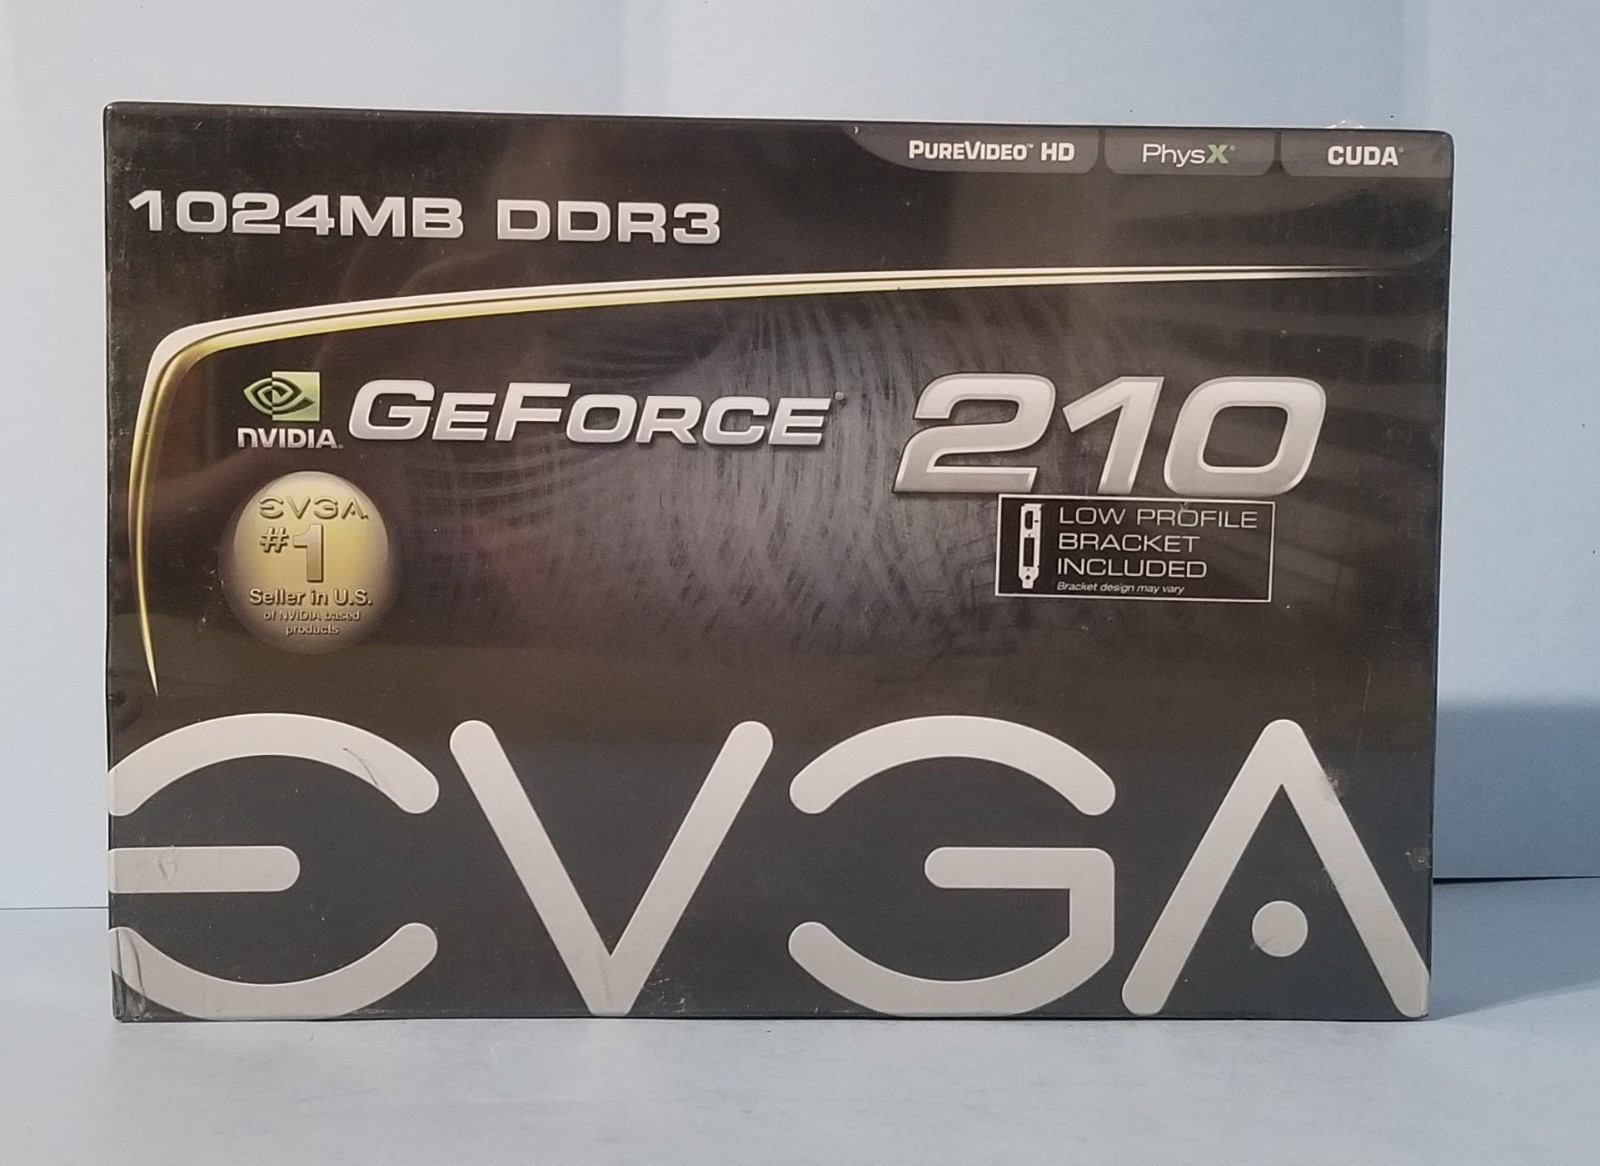 PUREVIDEO™ HD PhysX® CUDA®
1024MB DDR3
NVIDIA® GEFORCE® 210
EVGA
#1
Seller in U.S.
of NVIDIA based
products
LOW PROFILE
BRACKET
INCLUDED
Bracket design may vary
EVGA